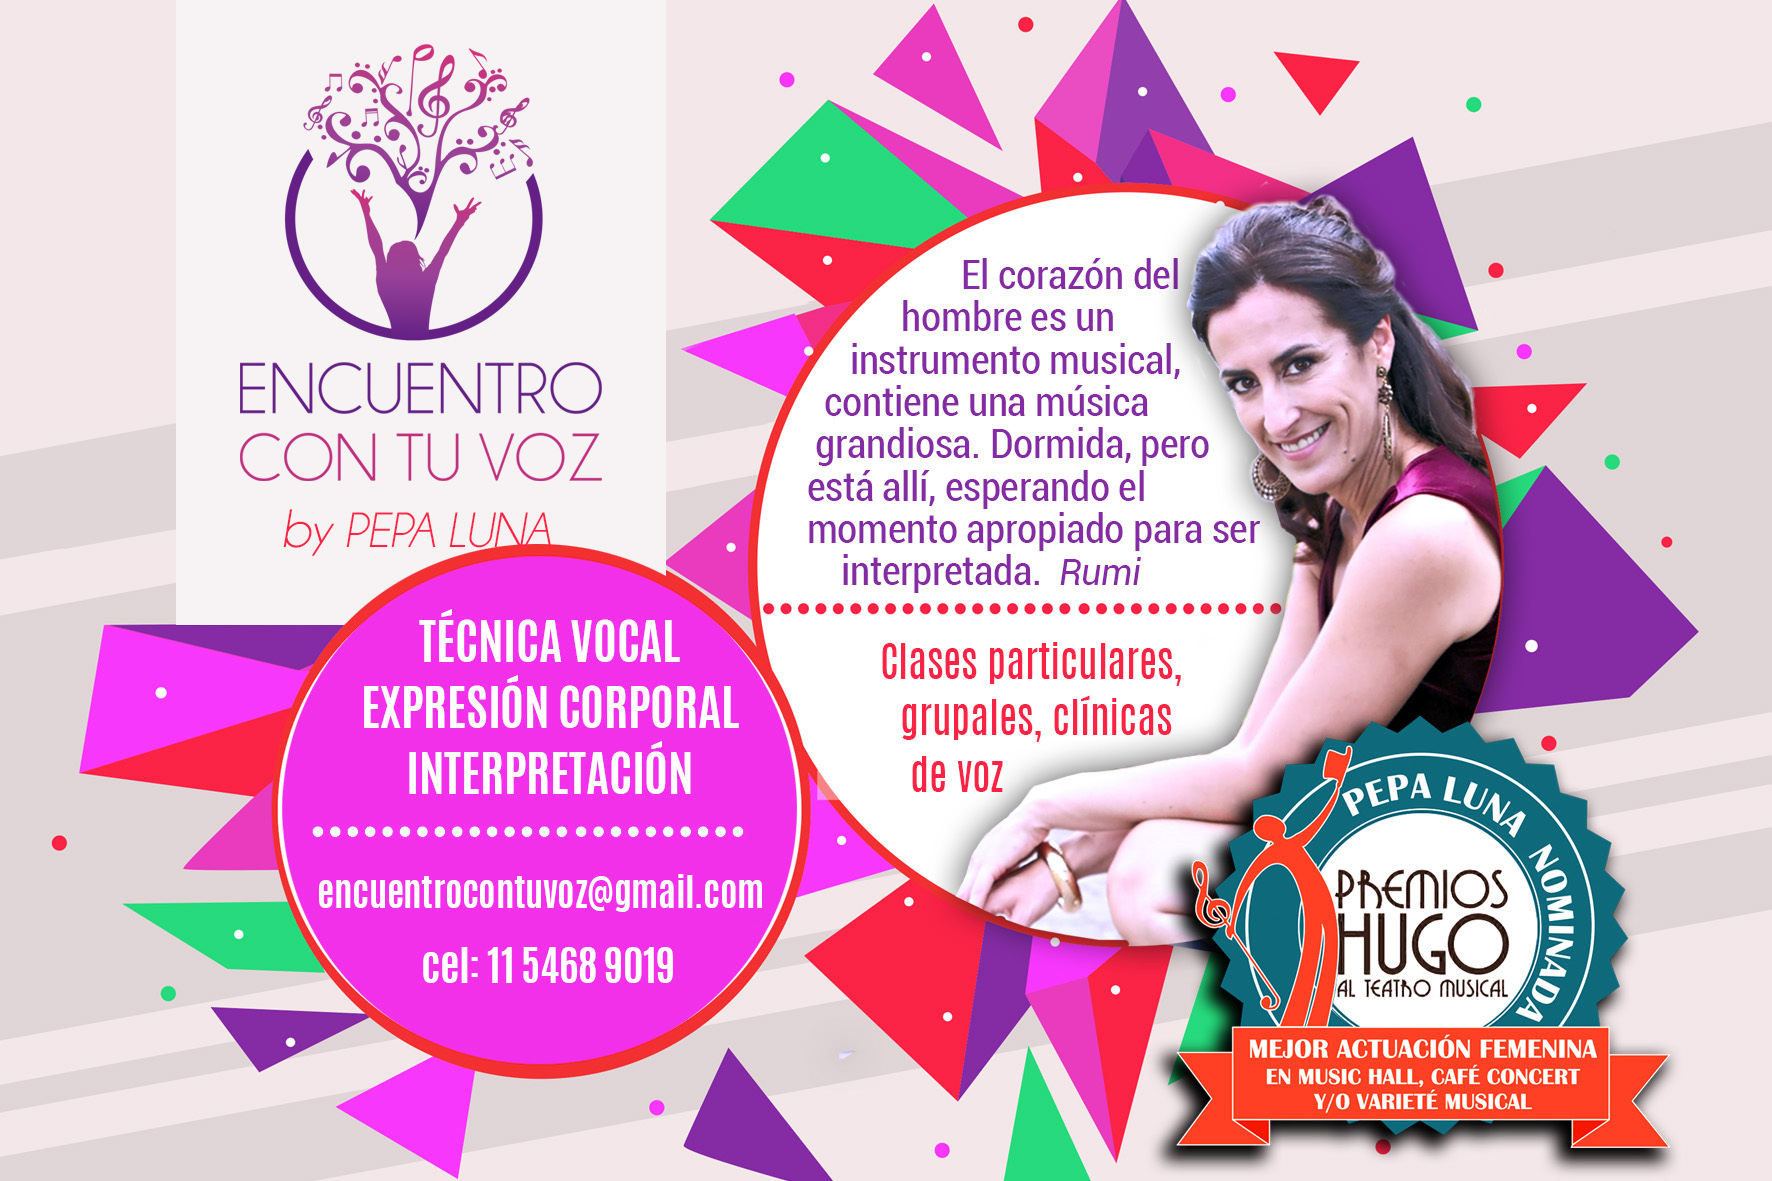 ENCUENTRO
CON TU VOZ
by PEPA LUNA
El corazón del
hombre es un
instrumento musical,
contiene una música
grandiosa. Dormida, pero
está allí, esperando el
momento apropiado para ser
interpretada. Rumi
Clases particulares,
grupales, clínicas
de voz
TÉCNICA VOCAL
EXPRESIÓN CORPORAL
INTERPRETACIÓN
encuentrocontuvoz@gmail.com
cel: 11 5468 9019
PEPA LUNA NOMINADA
PREMIOS
HUGO
AL TEATRO MUSICAL
MEJOR ACTUACIÓN FEMENINA
EN MUSIC HALL, CAFÉ CONCERT
Y/O VARIETÉ MUSICAL